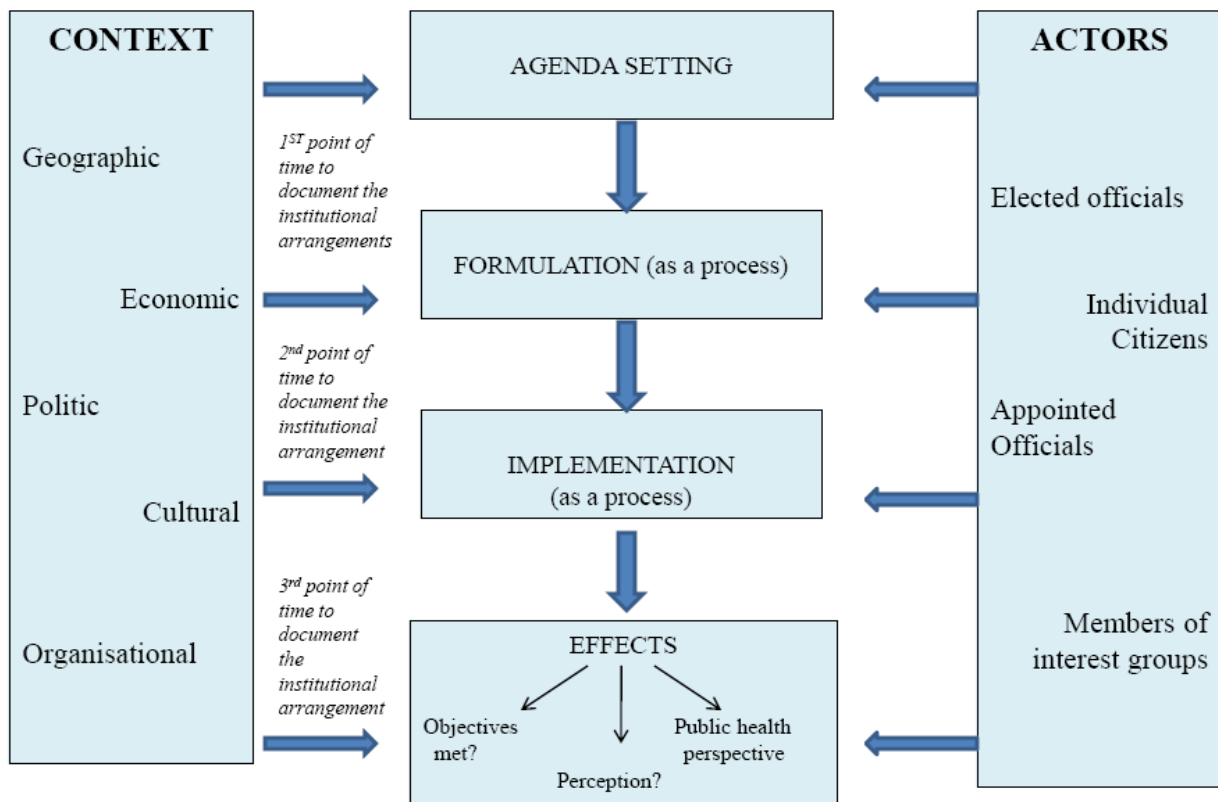 CONTEXT
Geographic
Economic
Politic
Cultural
Organisational
1ST point of
time to
document the
institutional
arrangements
2nd point of
time to
document the
institutional
arrangement
3rd point of
time to
document
the
institutional
arrangement
AGENDA SETTING
FORMULATION (as a process)
IMPLEMENTATION
(as a process)
EFFECTS
Objectives
met?
Perception?
Public health
perspective
ACTORS
Elected officials
Individual
Citizens
Appointed
Officials
Members of
interest groups